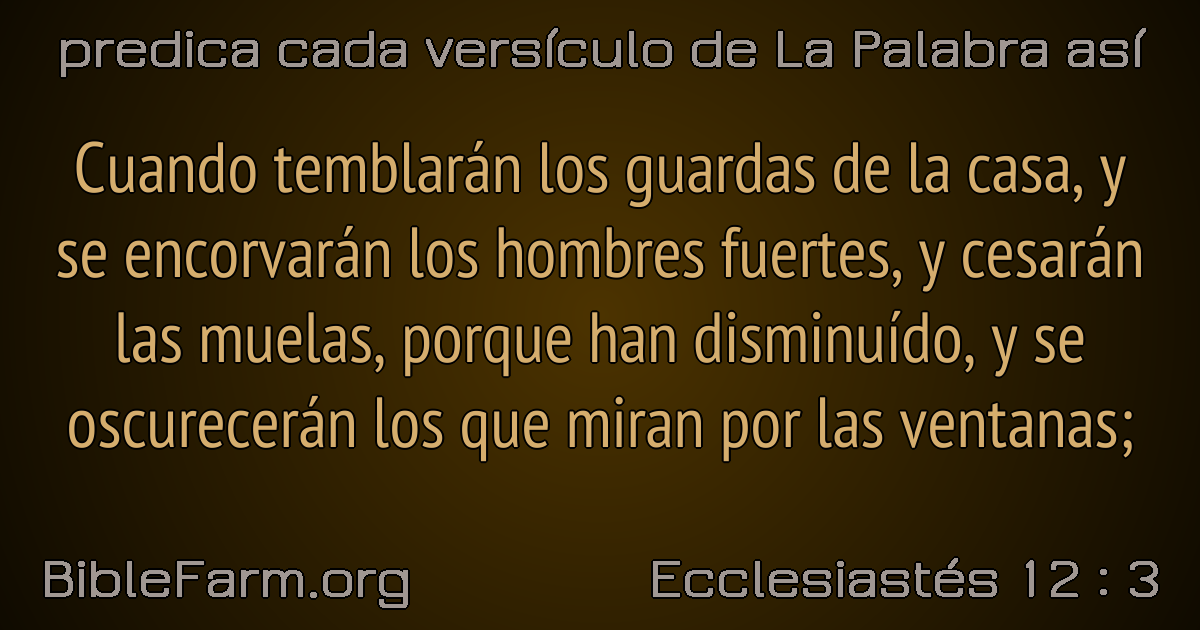 predica cada versículo de La Palabra así
Cuando temblarán los guardas de la casa, y
se encorvarán los hombres fuertes, y cesarán
las muelas, porque han disminuído, y se
oscurecerán los que miran por las ventanas;
BibleFarm.org
Ecclesiastés 12 : 3